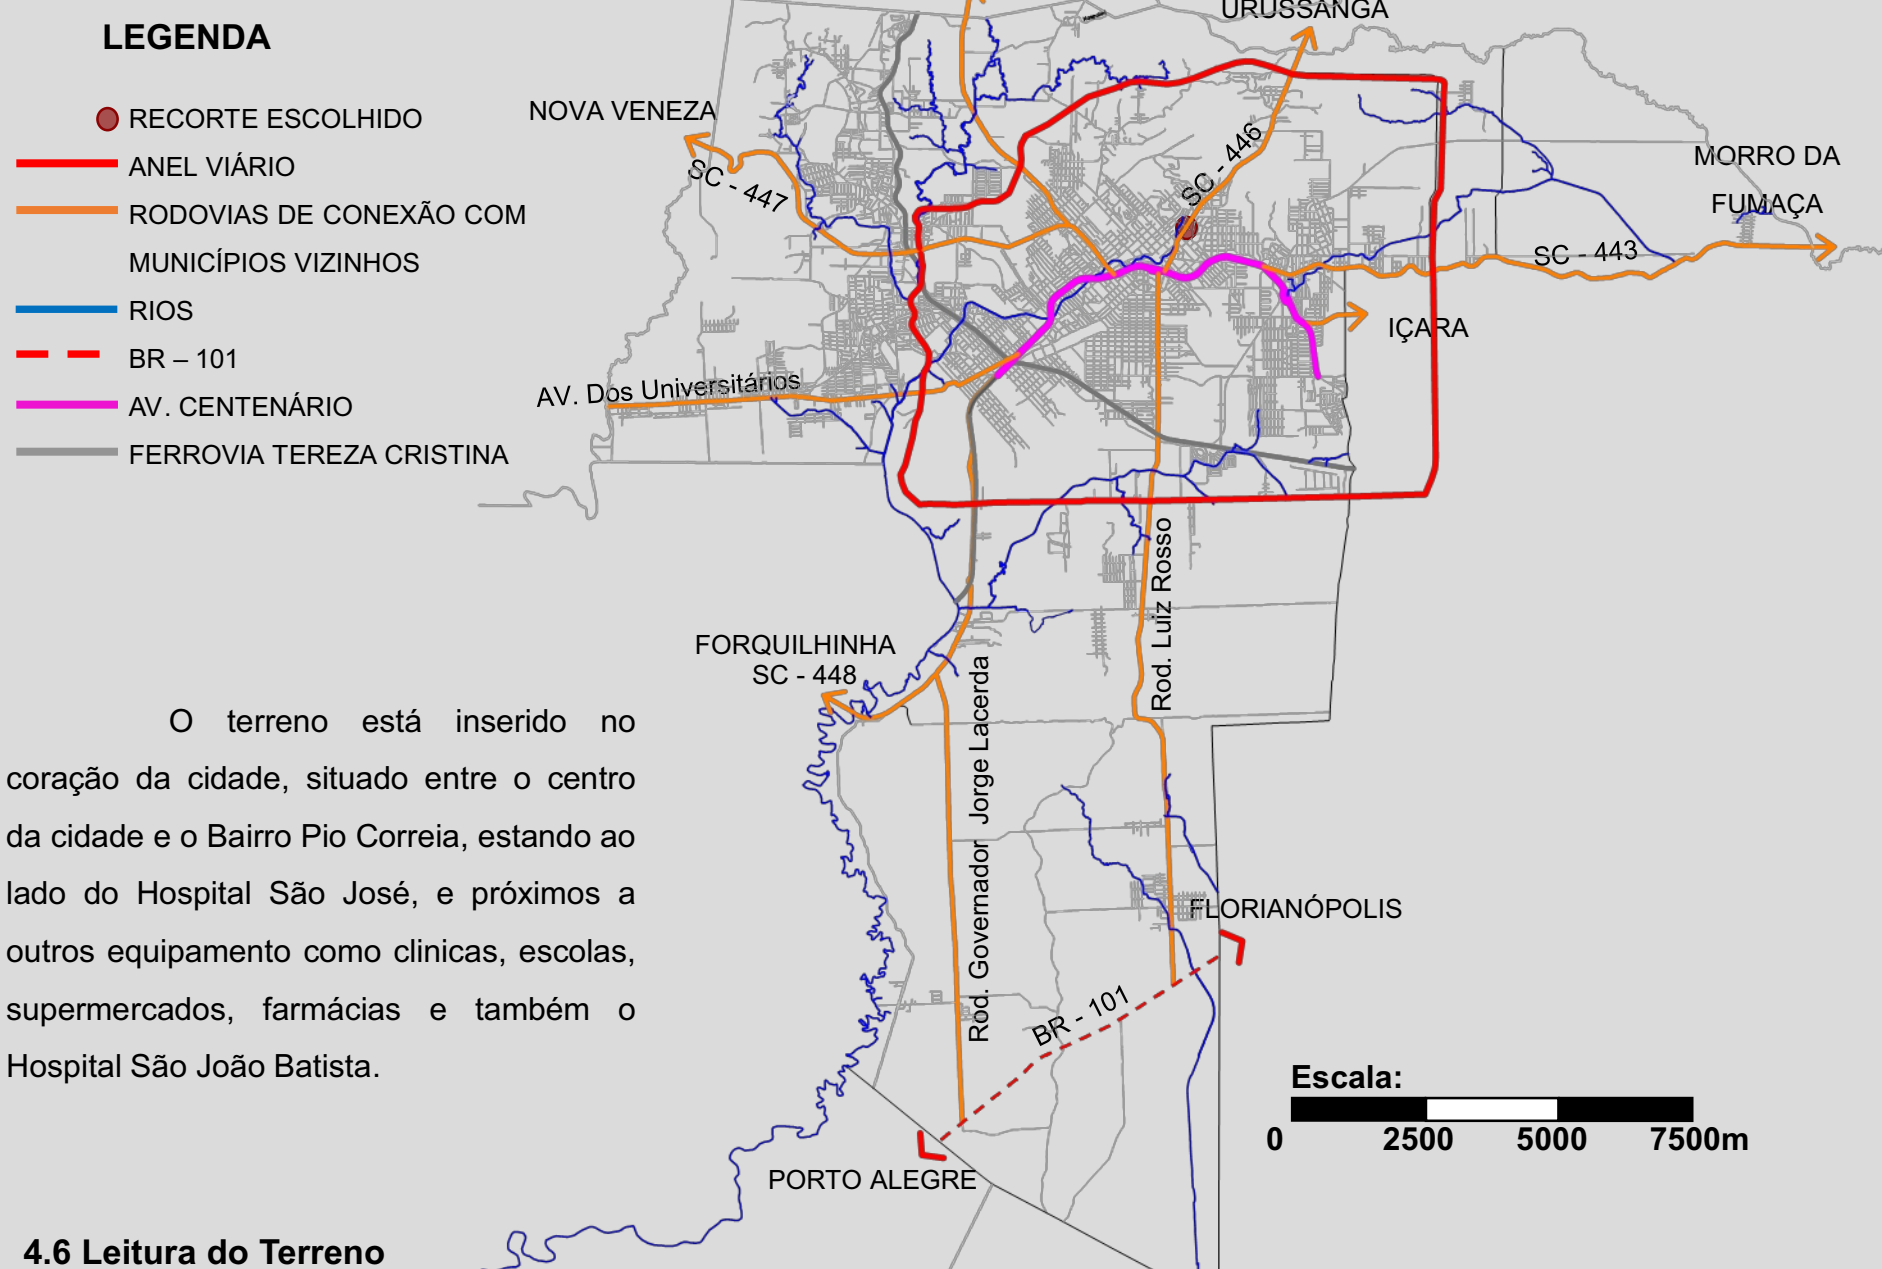 LEGENDA
RECORTE ESCOLHIDO
ANEL VIÁRIO
RODOVIAS DE CONEXÃO COM
MUNICÍPIOS VIZINHOS
RIOS
BR – 101
AV. CENTENÁRIO
FERROVIA TEREZA CRISTINA
URUSSANGA
NOVA VENEZA
SC - 447
SC - 446
MORRO DA
FUMAÇA
SC - 443
IÇARA
AV. Dos Universitários
Rod. Luiz Rosso
FORQUILHINHA
SC - 448
Rod. Governador Jorge Lacerda
FLORIANÓPOLIS
BR - 101
PORTO ALEGRE
O terreno está inserido no
coração da cidade, situado entre o centro
da cidade e o Bairro Pio Correia, estando ao
lado do Hospital São José, e próximos a
outros equipamento como clinicas, escolas,
supermercados, farmácias e também o
Hospital São João Batista.
Escala:
0 2500 5000 7500m
4.6 Leitura do Terreno